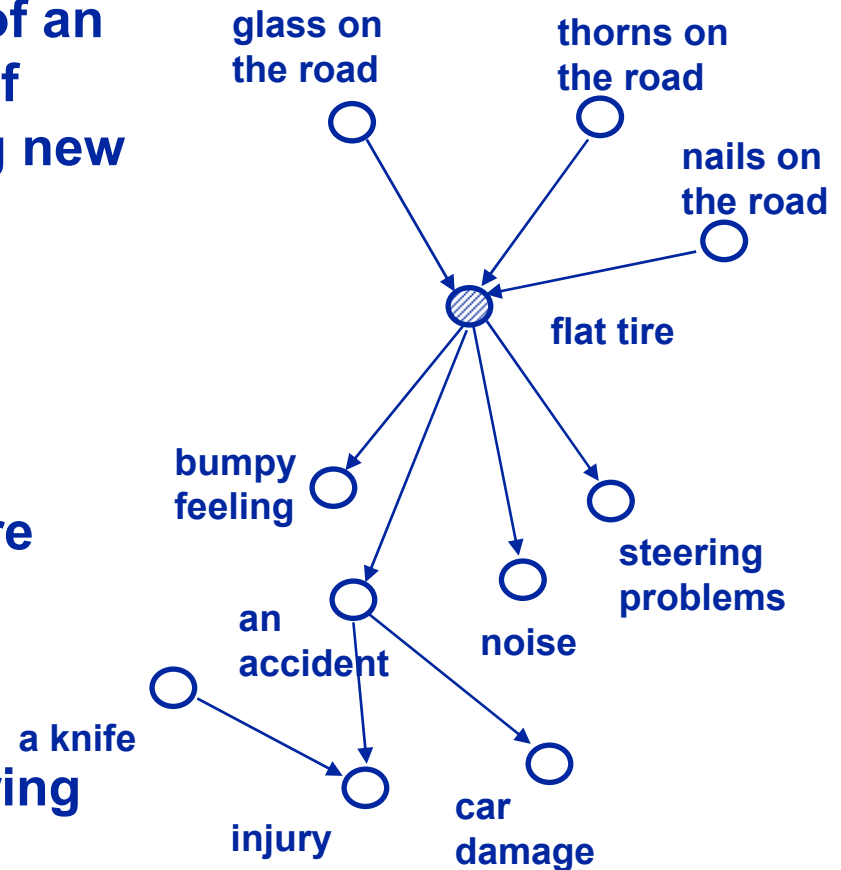 of an
f
g new
glass on
the road
thorns on
the road
nails on
the road
flat tire
bumpy
feeling
re
steering
problems
an
accident
noise
a knife
ving
injury
car
damage